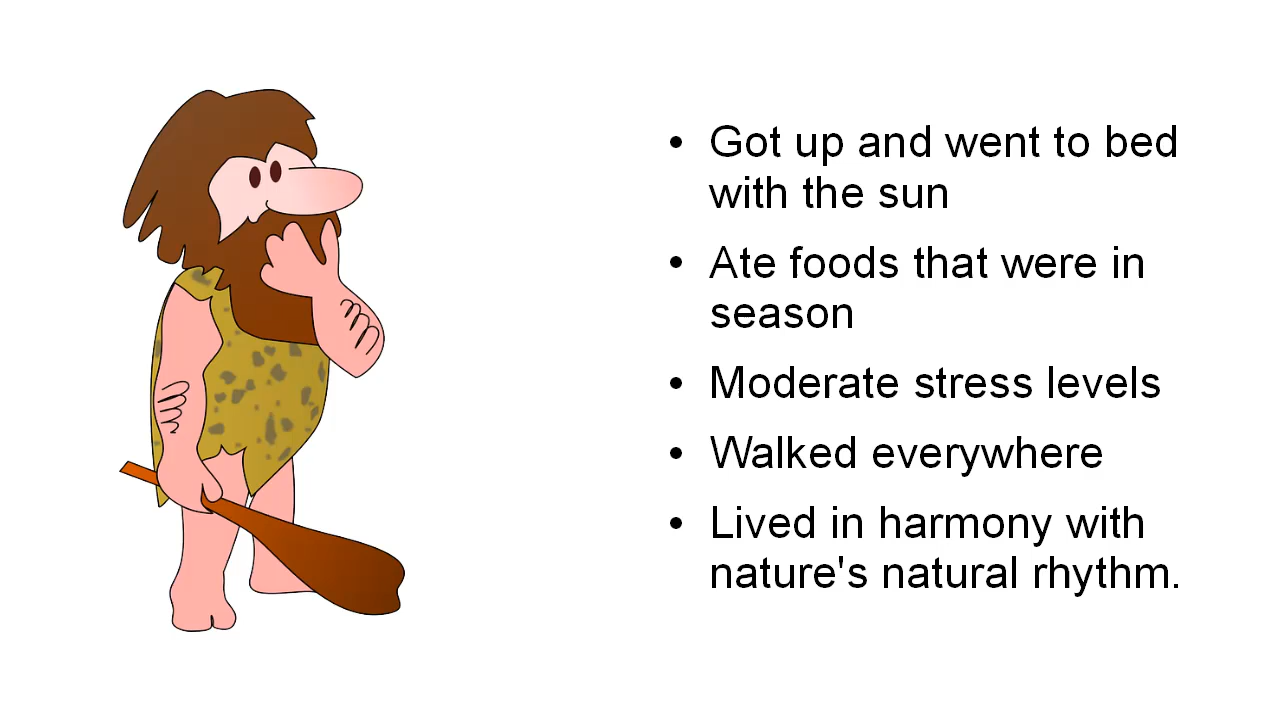 • Got up and went to bed
with the sun
• Ate foods that were in
season
• Moderate stress levels
• Walked everywhere
• Lived in harmony with
nature's natural rhythm.